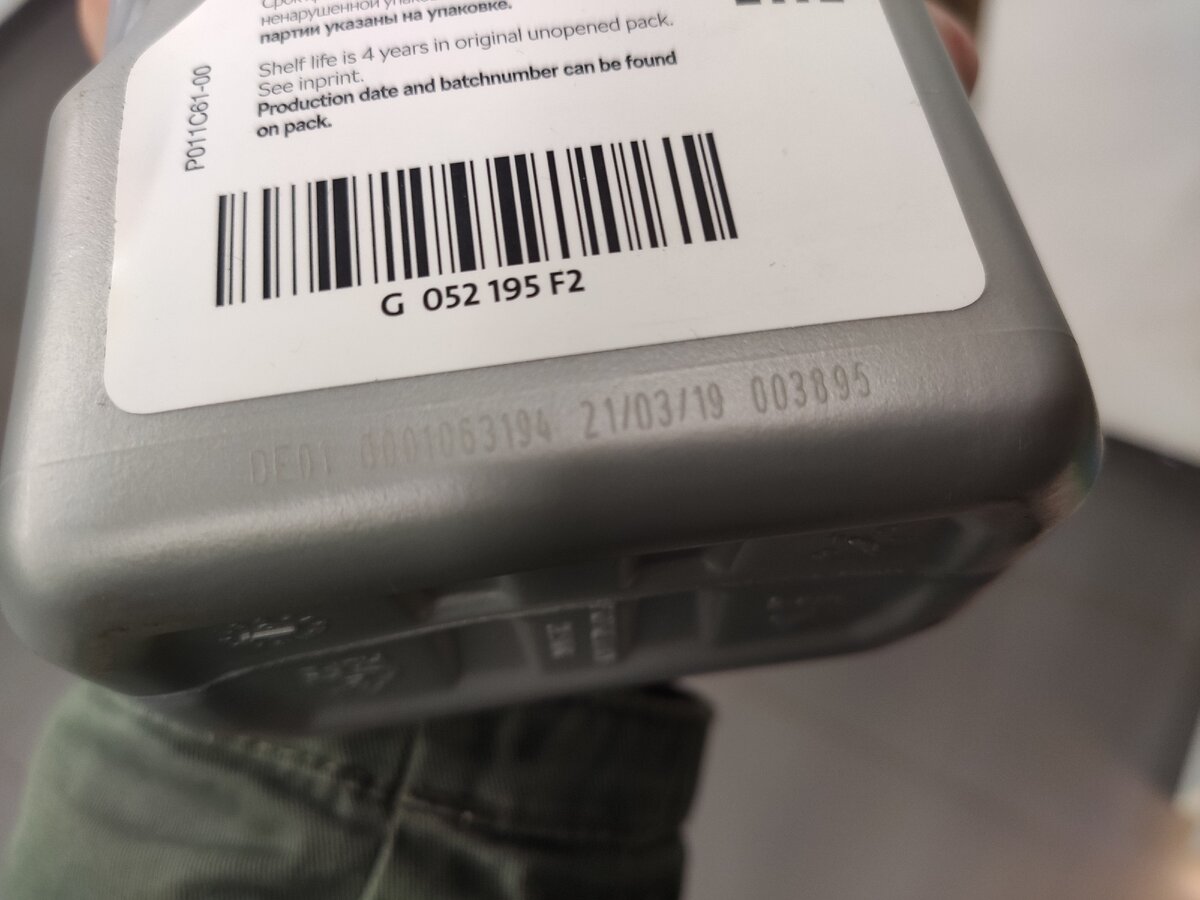 ненарушенной
партии указаны на упаковке.
Shelf life is 4 years in original unopened pack.
See inprint.
Production date and batchnumber can be found
on pack.
P011C61-00
G 052 195 F2
DE01 0001063194 21/03/19 003895